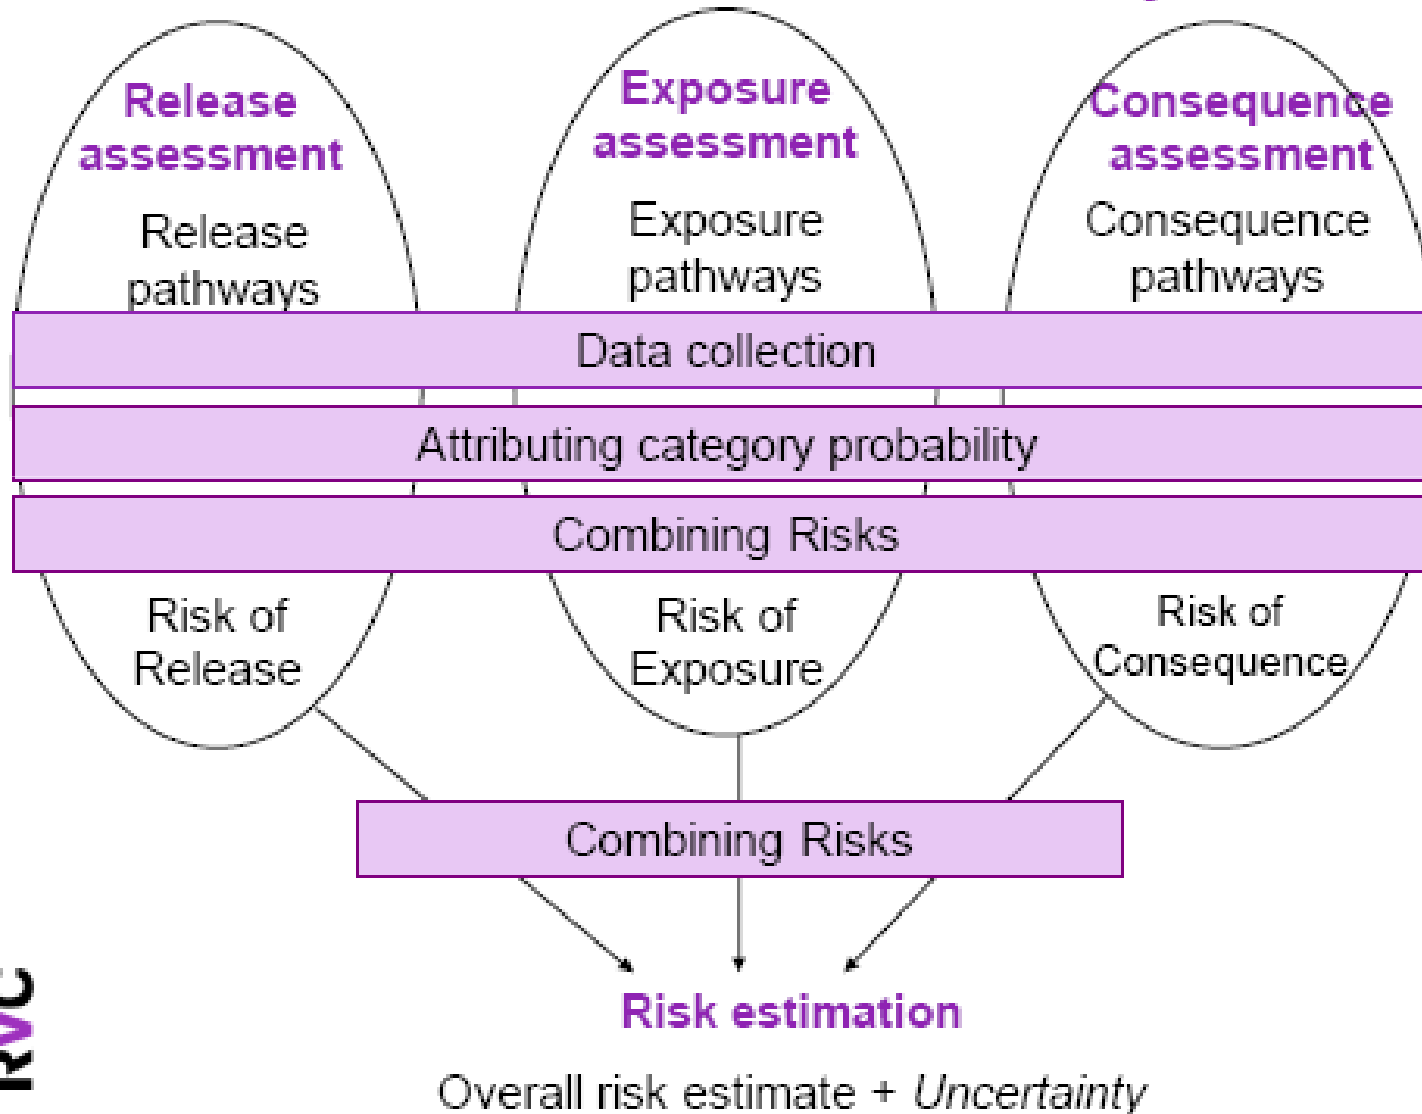 Release
assessment
Release
pathways
Exposure
assessment
Exposure
pathways
Consequence
assessment
Consequence
pathways
Data collection
Attributing category probability
Combining Risks
Risk of
Release
Risk of
Exposure
Risk of
Consequence
Combining Risks
Risk estimation
Overall risk estimate + Uncertainty
RVC